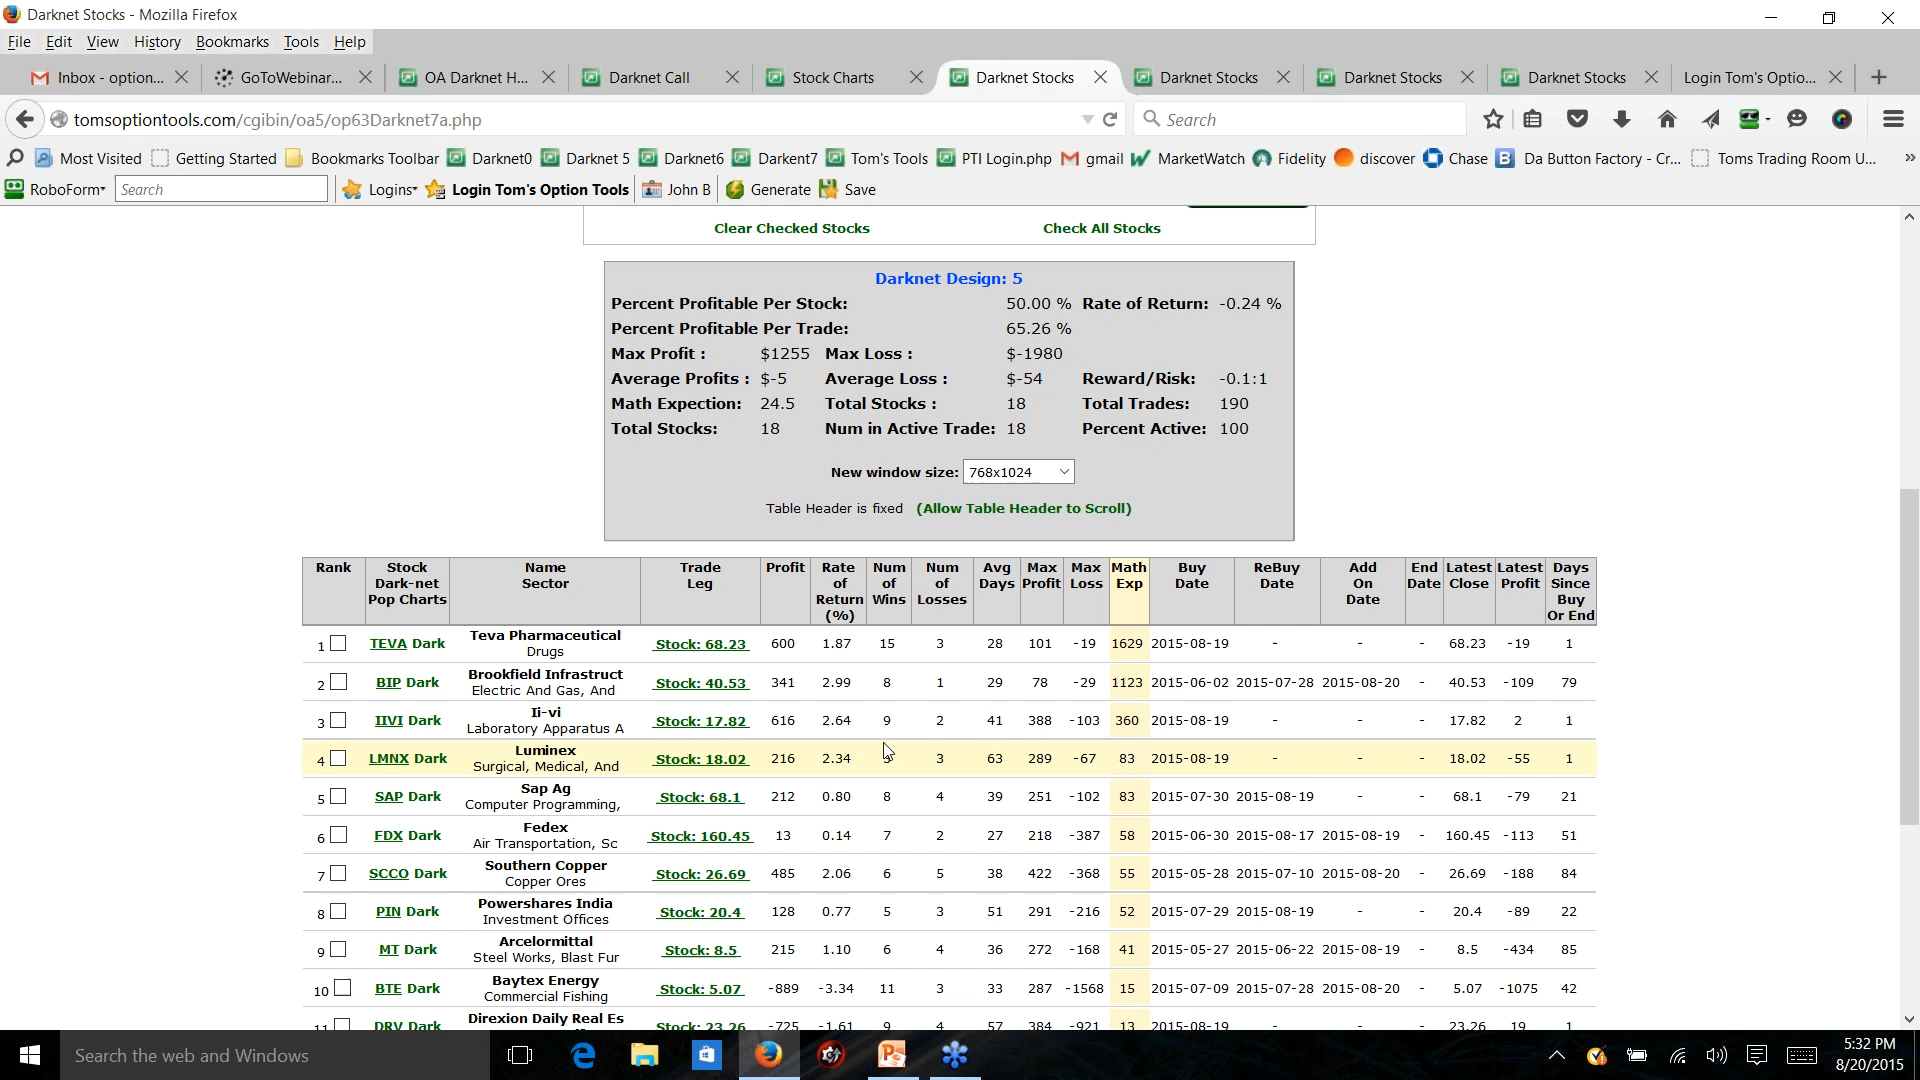 Darknet Stocks - Mozilla Firefox
File Edit View History Bookmarks Tools Help
Inbox - option... GoToWebinar... OA Darknet H... Darknet Call Stock Charts Darknet Stocks Darknet Stocks Darknet Stocks Darknet Stocks Login Tom's Optio...
tomsoptiontools.com/cgibin/oa5/op63Darknet7a.php Search
Most Visited Getting Started Bookmarks Toolbar Darknet0 Darknet 5 Darknet6 Darkent7 Tom's Tools PTI Login.php gmail MarketWatch Fidelity discover Chase Da Button Factory - Cr... Toms Trading Room U... »
RoboForm Search Logins Login Tom's Option Tools John B Generate Save
Clear Checked Stocks Check All Stocks
Darknet Design: 5
Percent Profitable Per Stock: 50.00 % Rate of Return: -0.24 %
Percent Profitable Per Trade: 65.26 %
Max Profit : $1255 Max Loss : $-1980
Average Profits : $-5 Average Loss : $-54 Reward/Risk: -0.1:1
Math Expection: 24.5 Total Stocks : 18 Total Trades: 190
Total Stocks: 18 Num in Active Trade: 18 Percent Active: 100
New window size: 768x1024
Table Header is fixed (Allow Table Header to Scroll)
Rank Stock Name Trade Profit Rate Num Num Avg Max Max Math Buy ReBuy Add End Latest Latest Days
Dark-net Sector Leg of of of Days Profit Loss Exp Date Date On Date Close Profit Since
Pop Charts Return Wins Losses Date Buy
(%) Or End
1 TEVA Dark Teva Pharmaceutical Stock: 68.23 600 1.87 15 3 28 101 -19 1629 2015-08-19 - - - 68.23 -19 1
Drugs
2 BIP Dark Brookfield Infrastruct Stock: 40.53 341 2.99 8 1 29 78 -29 1123 2015-06-02 2015-07-28 2015-08-20 - 40.53 -109 79
Electric And Gas, And
3 IIVI Dark Ii-vi Stock: 17.82 616 2.64 9 2 41 388 -103 360 2015-08-19 - - - 17.82 2 1
Laboratory Apparatus A
4 LMNX Dark Luminex Stock: 18.02 216 2.34 3 63 289 -67 83 2015-08-19 - - - 18.02 -55 1
Surgical, Medical, And
5 SAP Dark Sap Ag Stock: 68.1 212 0.80 8 4 39 251 -102 83 2015-07-30 2015-08-19 - - 68.1 -79 21
Computer Programming,
6 FDX Dark Fedex Stock: 160.45 13 0.14 7 2 27 218 -387 58 2015-06-30 2015-08-17 2015-08-19 - 160.45 -113 51
Air Transportation, Sc
7 SCCO Dark Southern Copper Stock: 26.69 485 2.06 6 5 38 422 -368 55 2015-05-28 2015-07-10 2015-08-20 - 26.69 -188 84
Copper Ores
8 PIN Dark Powershares India Stock: 20.4 128 0.77 5 3 51 291 -216 52 2015-07-29 2015-08-19 - - 20.4 -89 22
Investment Offices
9 MT Dark Arcelormittal Stock: 8.5 215 1.10 6 4 36 272 -168 41 2015-05-27 2015-06-22 2015-08-19 - 8.5 -434 85
Steel Works, Blast Fur
10 BTE Dark Baytex Energy Stock: 5.07 -889 -3.34 11 3 33 287 -1568 15 2015-07-09 2015-07-28 2015-08-20 - 5.07 -1075 42
Commercial Fishing
11 DRV Dark Direxion Daily Real Es Stock: 23.26 -725 -1.61 9 4 57 384 -921 13 2015-08-19 - - - 23.26 19 1
Search the web and Windows
5:32 PM
8/20/2015